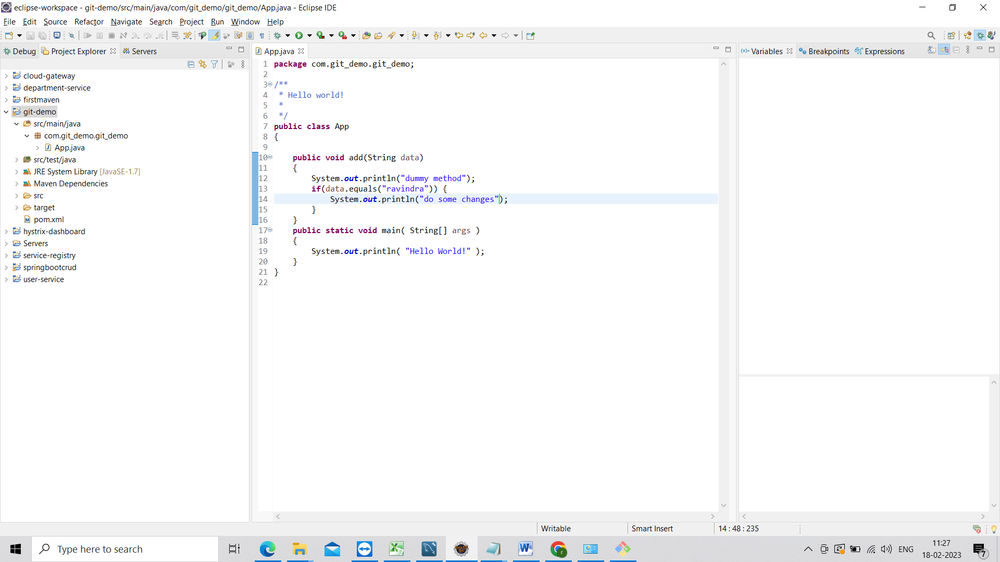 eclipse-workspace - git-demo/src/main/java/com/git_demo/git_demo/App.java - Eclipse IDE
File Edit Source Refactor Navigate Search Project Run Window Help
Debug Project Explorer Servers
cloud-gateway
department-service
firstmaven
git-demo
src/main/java
com.git_demo.git_demo
App.java
src/test/java
JRE System Library [JavaSE-1.7]
Maven Dependencies
src
target
pom.xml
hystrix-dashboard
Servers
service-registry
springbootcrud
user-service
App.java
1 package com.git_demo.git_demo;
2
3 /**
4  * Hello world!
5  *
6  */
7 public class App
8 {
9
10     public void add(String data)
11     {
12         System.out.println("dummy method");
13         if(data.equals("ravindra")) {
14             System.out.println("do some changes");
15         }
16     }
17     public static void main( String[] args )
18     {
19         System.out.println( "Hello World!" );
20     }
21 }
22
(x)= Variables Breakpoints Expressions
Writable Smart Insert 14 : 48 : 235
Type here to search
ENG
11:27
18-02-2023
7